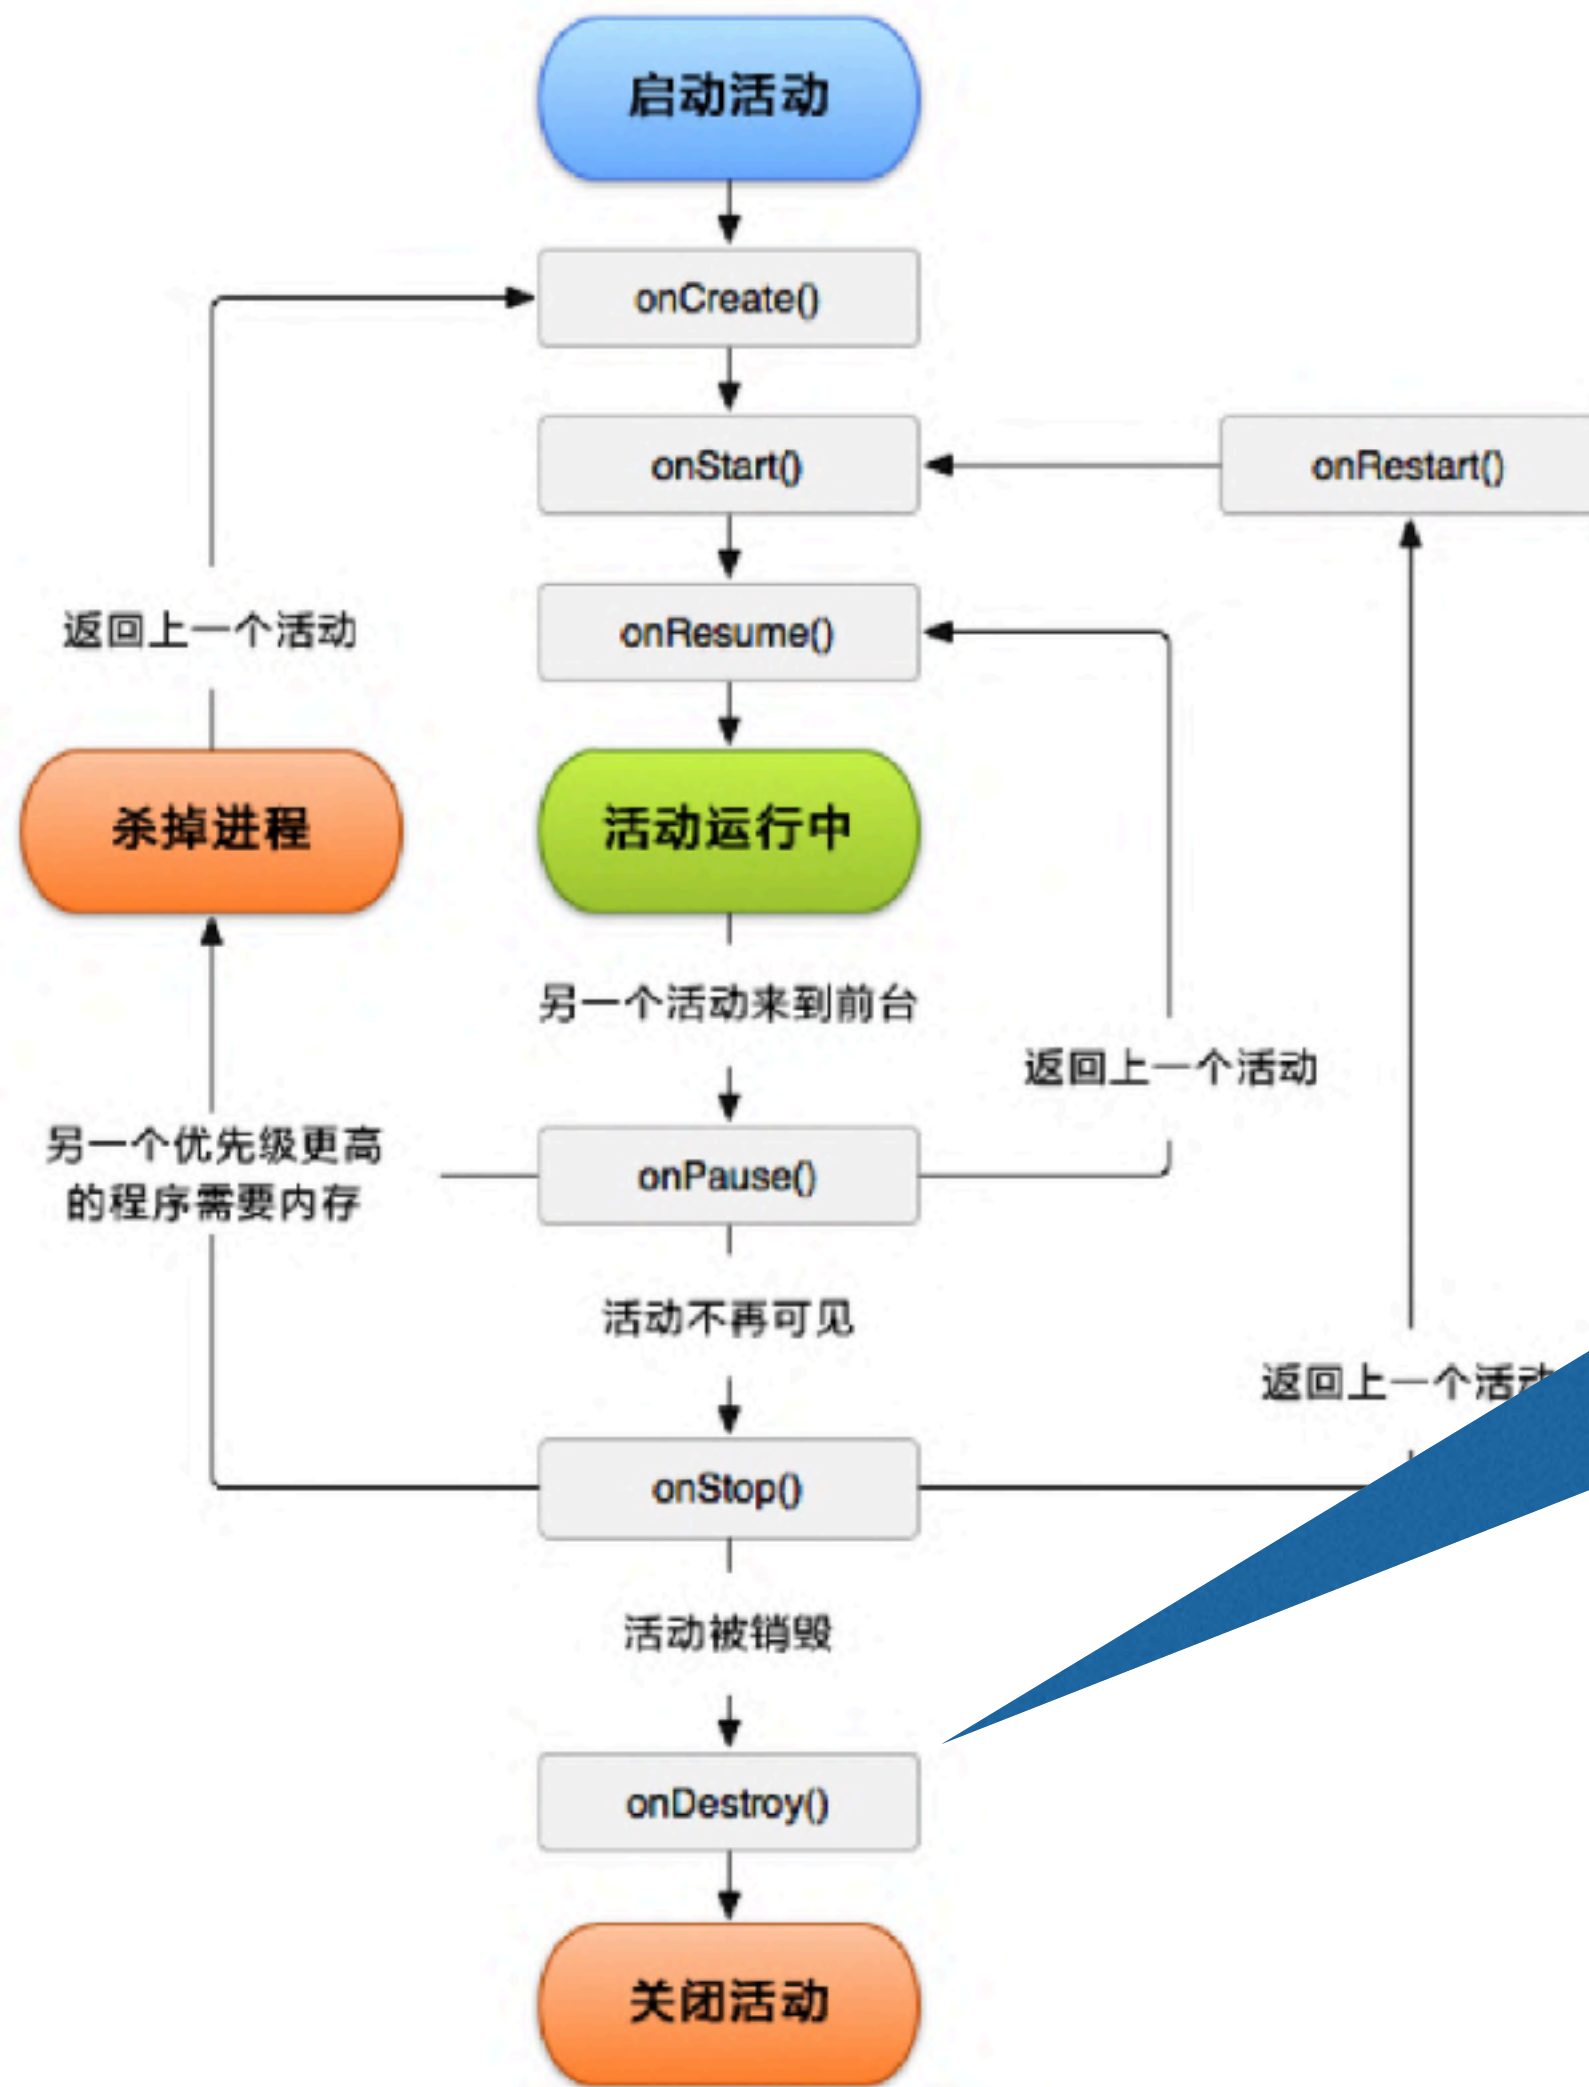 启动活动
onCreate()
onStart()
onRestart()
返回上一个活动
onResume()
杀掉进程
活动运行中
另一个活动来到前台
返回上一个活动
另一个优先级更高
的程序需要内存
onPause()
活动不再可见
返回上一个活动
onStop()
活动被销毁
onDestroy()
关闭活动